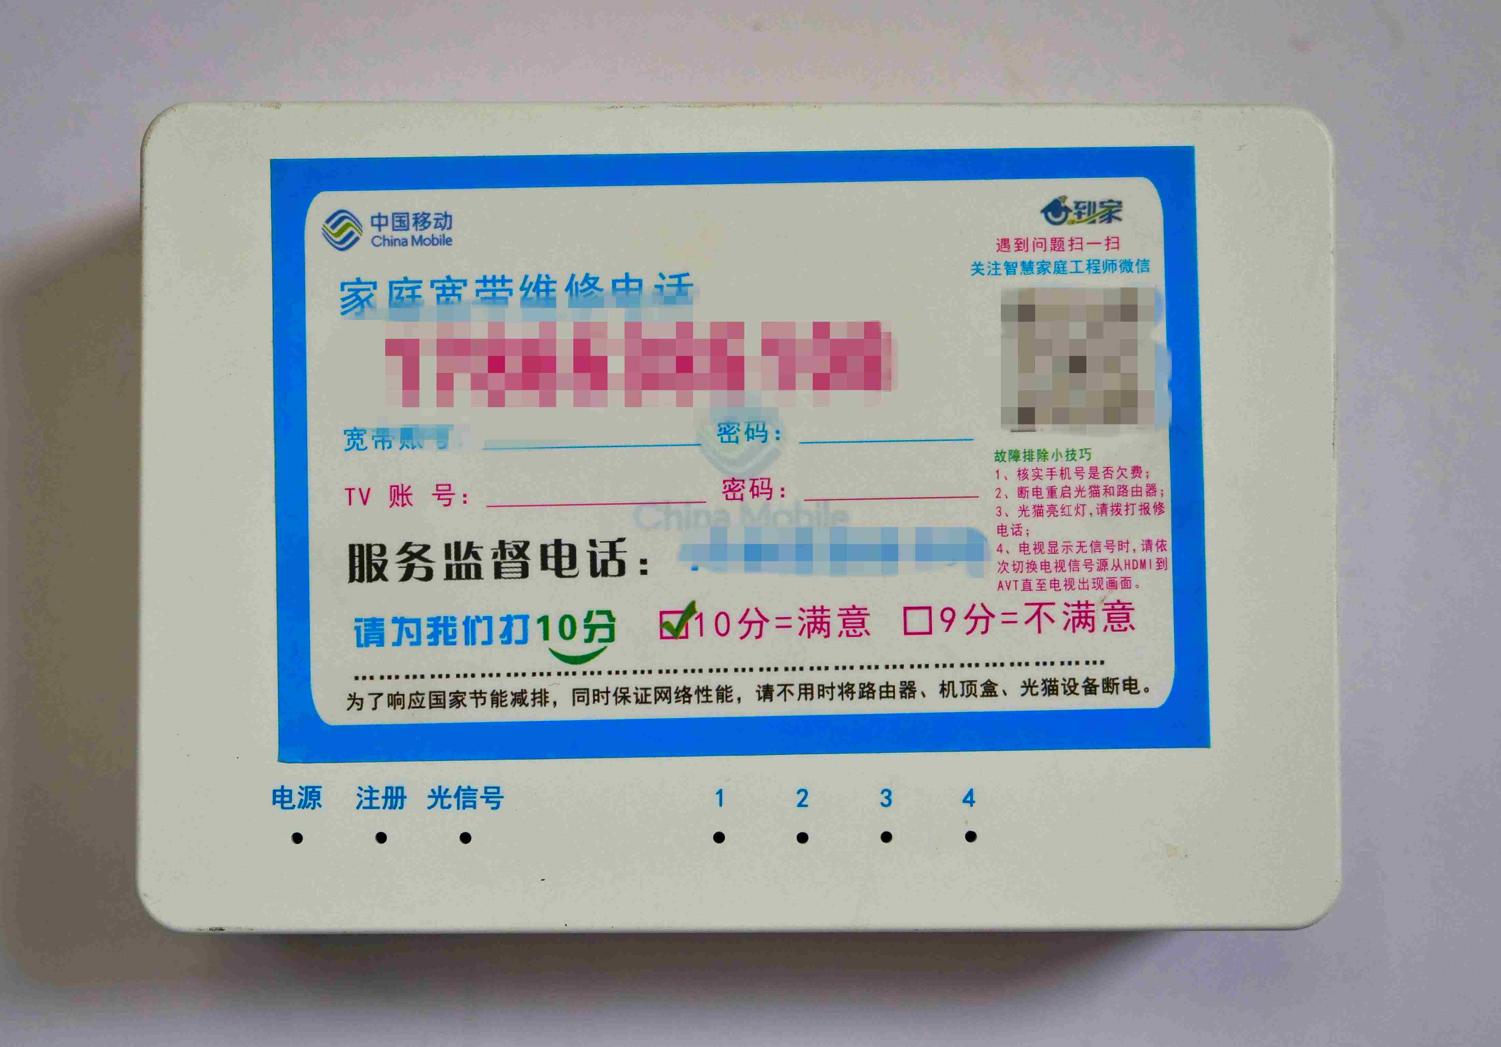 中国移动
China Mobile
到家
遇到问题扫一扫
关注智慧家庭工程师微信
家庭宽带维修电话
宽带账号 密码：
TV 账 号： 密码：
China Mobile
服务监督电话：
故障排除小技巧
1、核实手机号是否欠费；
2、断电重启光猫和路由器；
3、光猫亮红灯,请拨打报修
电话；
4、电视显示无信号时,请依
次切换电视信号源从HDMI到
AVT直至电视出现画面。
请为我们打10分 10分=满意 9分=不满意
为了响应国家节能减排，同时保证网络性能，请不用时将路由器、机顶盒、光猫设备断电。
电源 注册 光信号 1 2 3 4